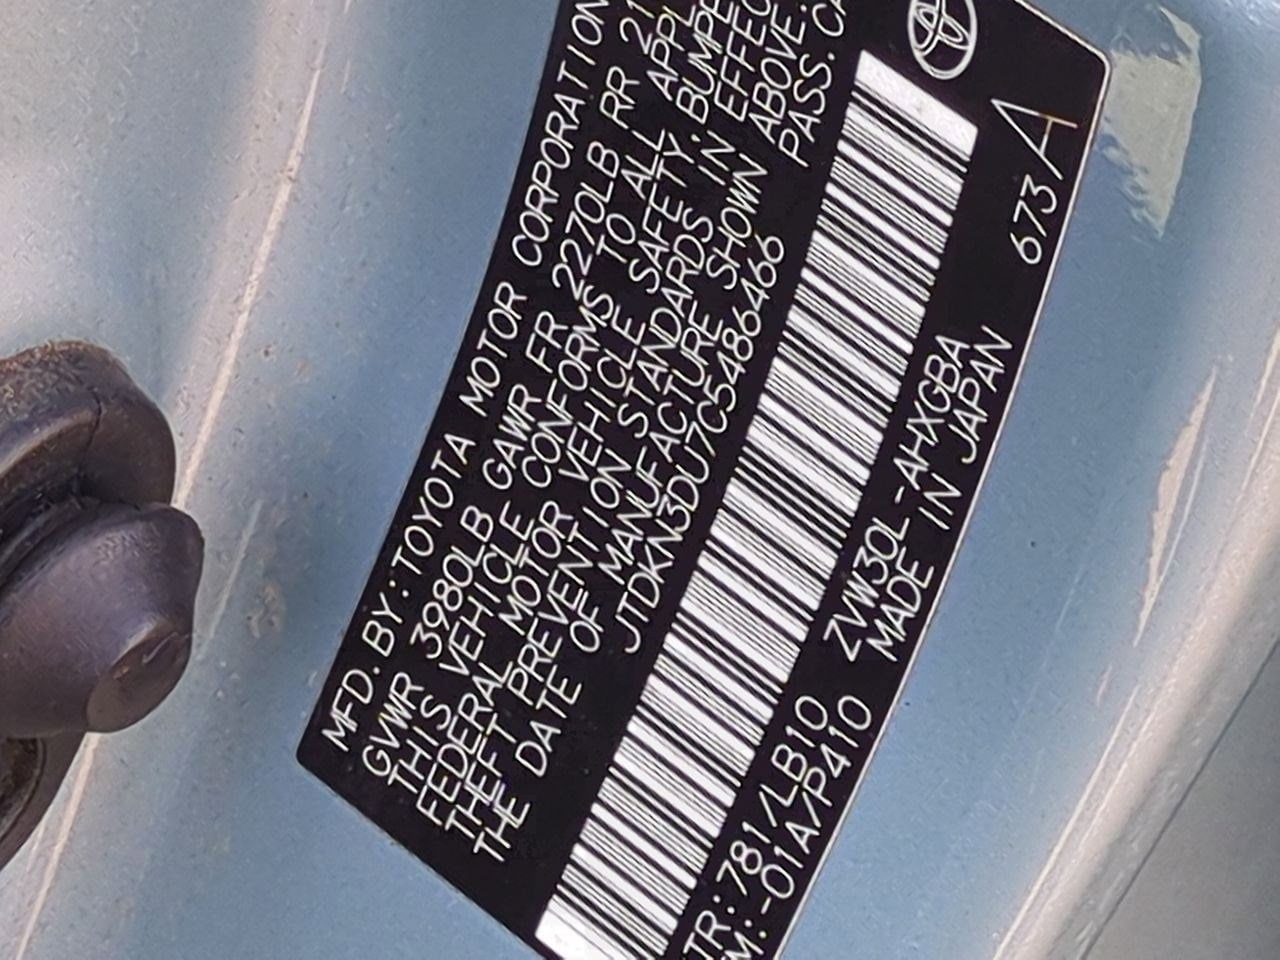 MFD. BY: TOYOTA MOTOR CORPORATION
GVWR 3980LB GAWR FR 2270LB RR 21
THIS VEHICLE CONFORMS TO ALL APPL
FEDERAL MOTOR VEHICLE SAFETY, BUMPE
THEFT PREVENTION STANDARDS IN EFFEC
THE DATE OF MANUFACTURE SHOWN ABOVE.
JTDKN3DU7C5486466 PASS. CA
TR: 781/LB10 ZVW30L-AHXGBA 673A
M: -01A/P410 MADE IN JAPAN